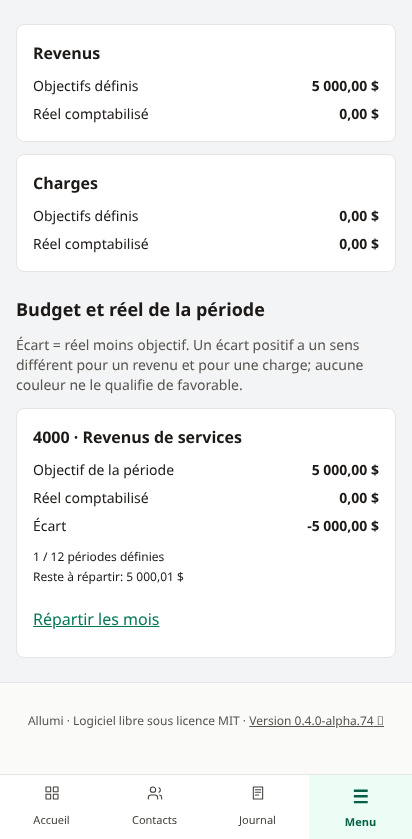 Revenus
Objectifs définis 5 000,00 $
Réel comptabilisé 0,00 $
Charges
Objectifs définis 0,00 $
Réel comptabilisé 0,00 $
Budget et réel de la période
Écart = réel moins objectif. Un écart positif a un sens
différent pour un revenu et pour une charge; aucune
couleur ne le qualifie de favorable.
4000 · Revenus de services
Objectif de la période 5 000,00 $
Réel comptabilisé 0,00 $
Écart -5 000,00 $
1 / 12 périodes définies
Reste à répartir: 5 000,01 $
Répartir les mois
Allumi · Logiciel libre sous licence MIT · Version 0.4.0-alpha.74
Accueil Contacts Journal Menu